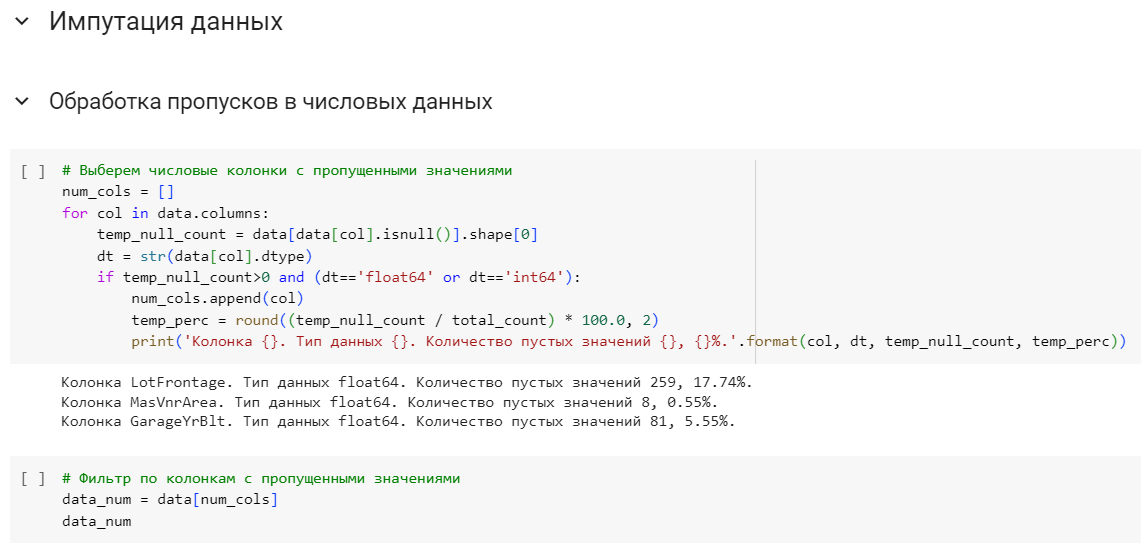 Импутация данных
Обработка пропусков в числовых данных
[ ] # Выберем числовые колонки с пропущенными значениями
num_cols = []
for col in data.columns:
    temp_null_count = data[data[col].isnull()].shape[0]
    dt = str(data[col].dtype)
    if temp_null_count>0 and (dt=='float64' or dt=='int64'):
        num_cols.append(col)
        temp_perc = round((temp_null_count / total_count) * 100.0, 2)
        print('Колонка {}. Тип данных {}. Количество пустых значений {}, {}%.'.format(col, dt, temp_null_count, temp_perc))
Колонка LotFrontage. Тип данных float64. Количество пустых значений 259, 17.74%.
Колонка MasVnrArea. Тип данных float64. Количество пустых значений 8, 0.55%.
Колонка GarageYrBlt. Тип данных float64. Количество пустых значений 81, 5.55%.
[ ] # Фильтр по колонкам с пропущенными значениями
data_num = data[num_cols]
data_num